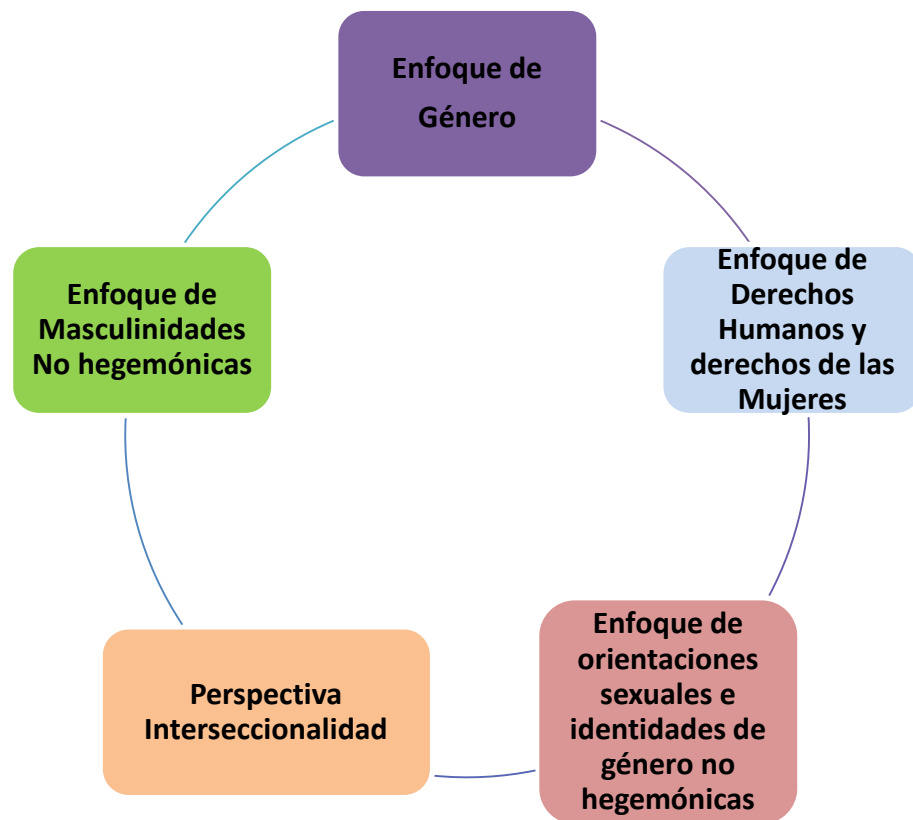 Enfoque de
Género
Enfoque de
Derechos
Humanos y
derechos de las
Mujeres
Enfoque de
orientaciones
sexuales e
identidades de
género no
hegemónicas
Perspectiva
Interseccionalidad
Enfoque de
Masculinidades
No hegemónicas